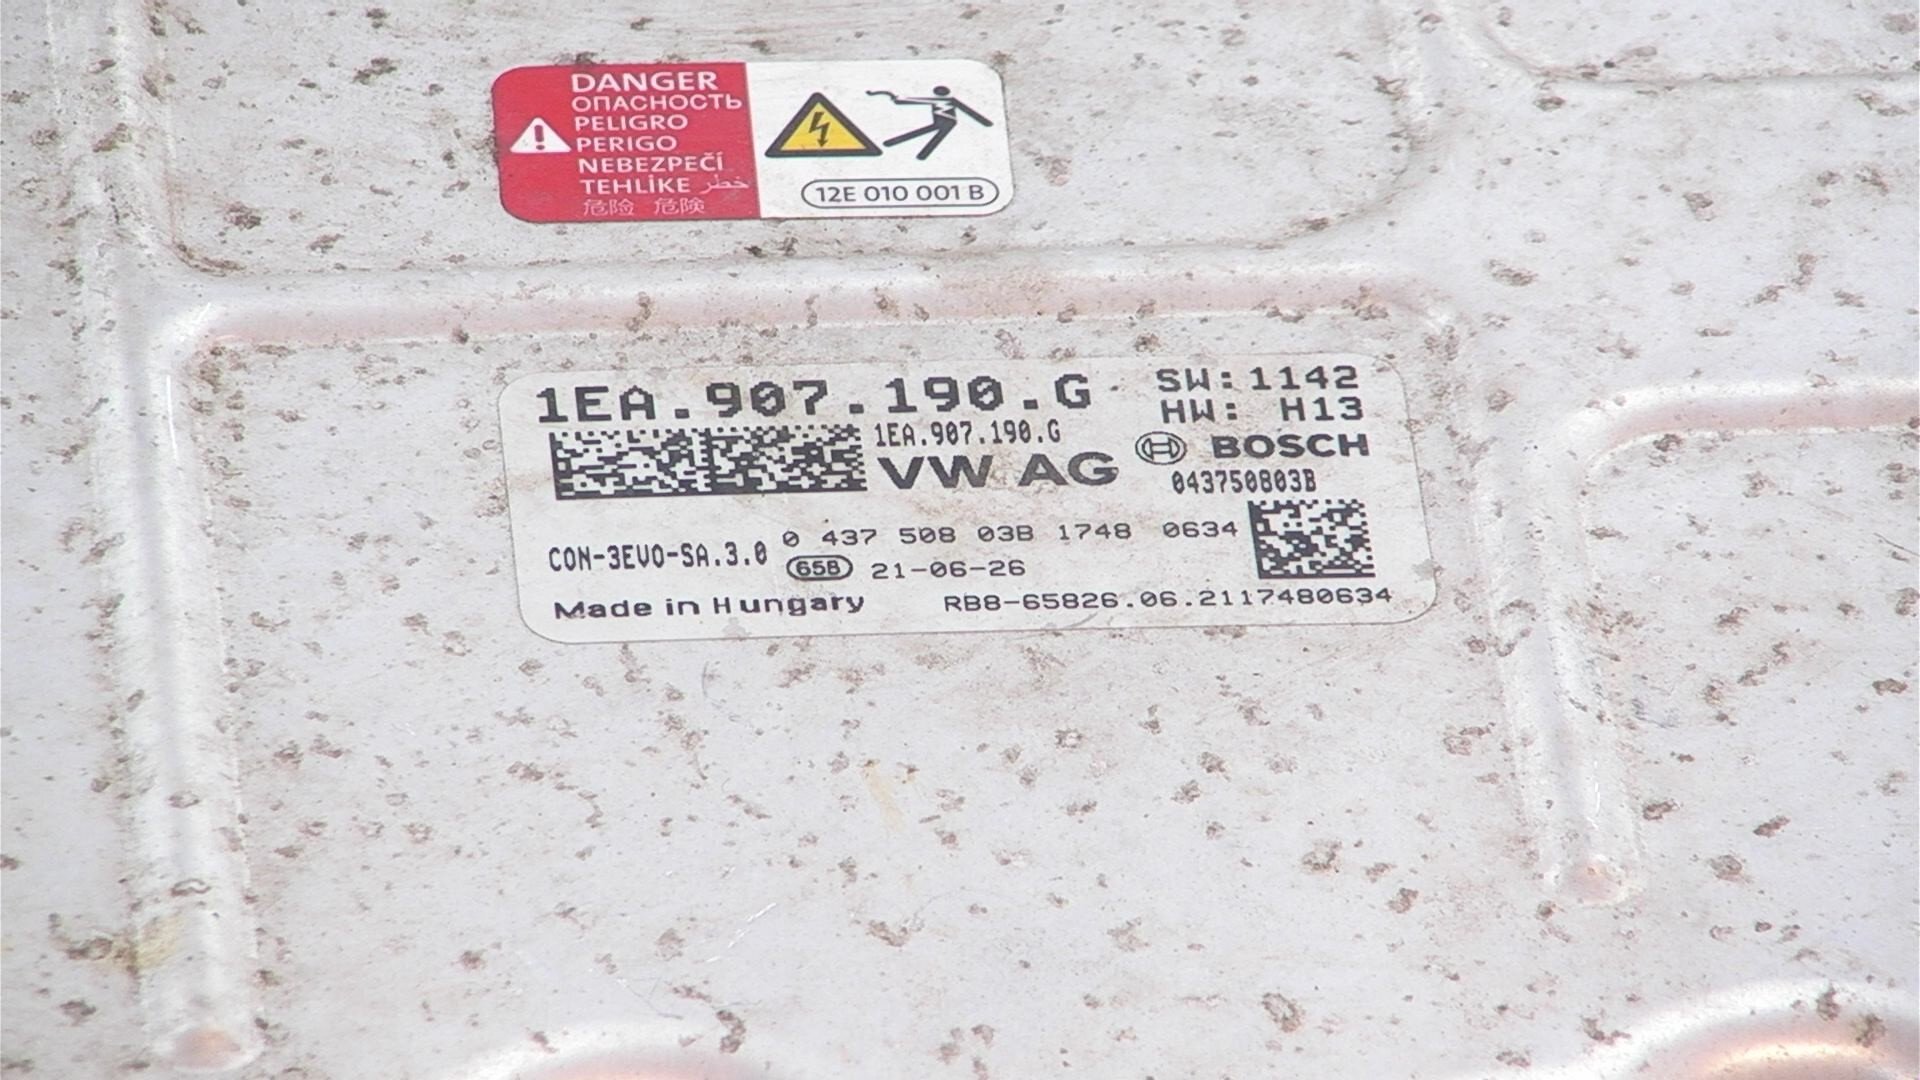 DANGER
ОПАСНОСТЬ
PELIGRO
PERIGO
NEBEZPEČÍ
TEHLİKE خطر
危险 危険
12E 010 001 B
1EA.907.190.G
SW:1142
HW: H13
1EA.907.190.G
VW AG
BOSCH
043750803B
CON-3EVO-SA.3.0
0 437 508 03B 1748 0634
65B 21-06-26
Made in Hungary
RB8-65826.06.2117480634